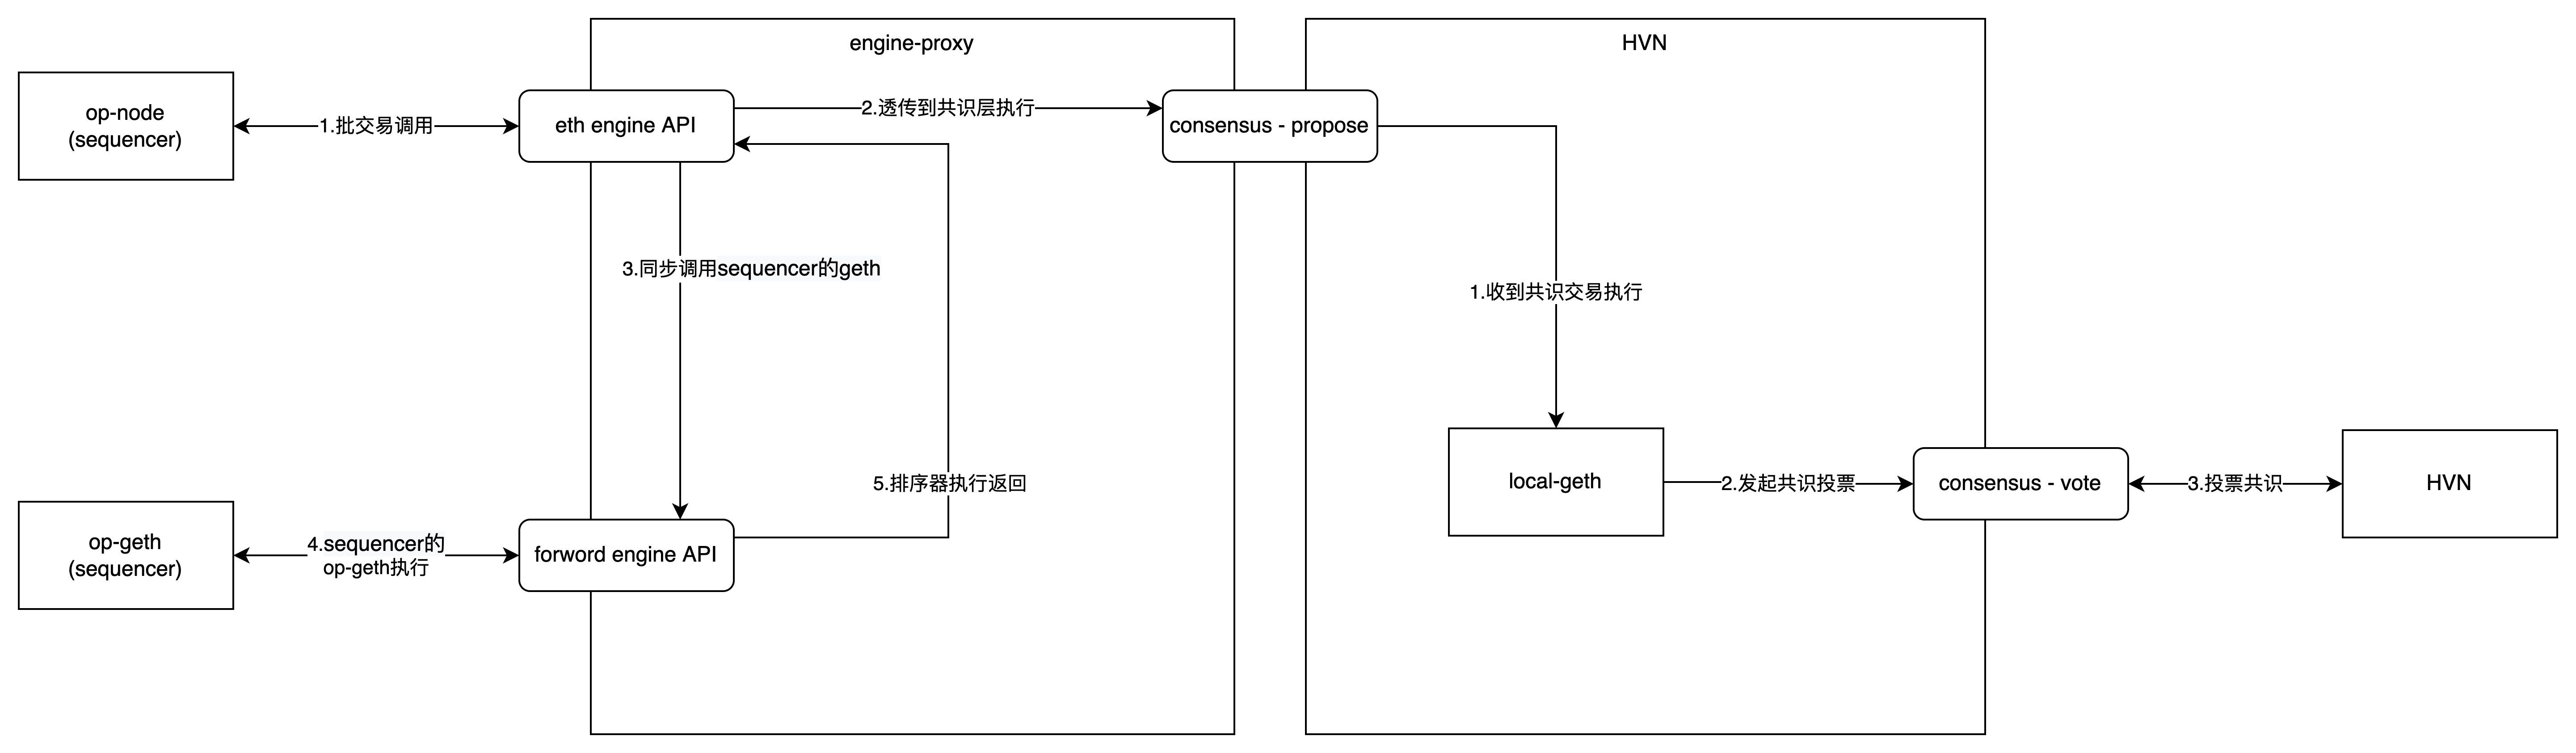 engine-proxy
HVN
op-node
(sequencer)
1.批交易调用
eth engine API
2.透传到共识层执行
consensus - propose
3.同步调用sequencer的geth
1.收到共识交易执行
5.排序器执行返回
local-geth
2.发起共识投票
consensus - vote
3.投票共识
HVN
op-geth
(sequencer)
4.sequencer的
op-geth执行
forword engine API